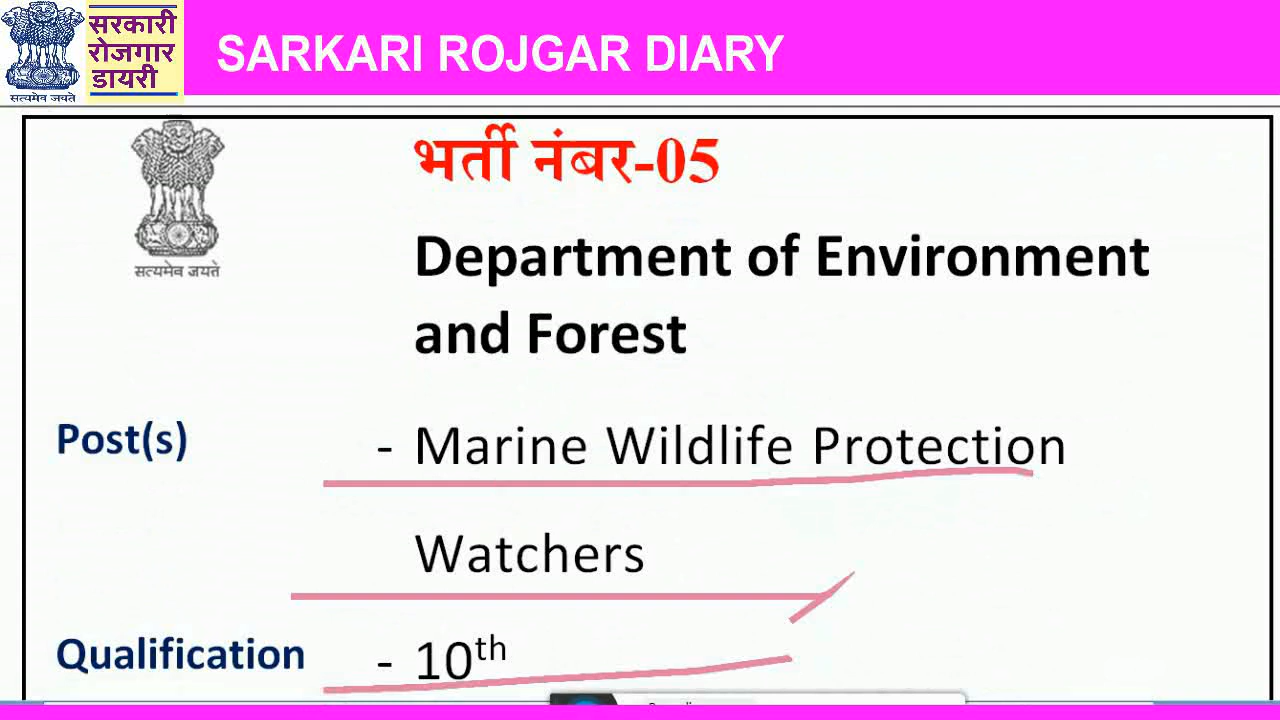 सरकारी
रोजगार
डायरी
सत्यमेव जयते
SARKARI ROJGAR DIARY
सत्यमेव जयते
भर्ती नंबर-05
Department of Environment
and Forest
Post(s) - Marine Wildlife Protection
Watchers
Qualification - 10th